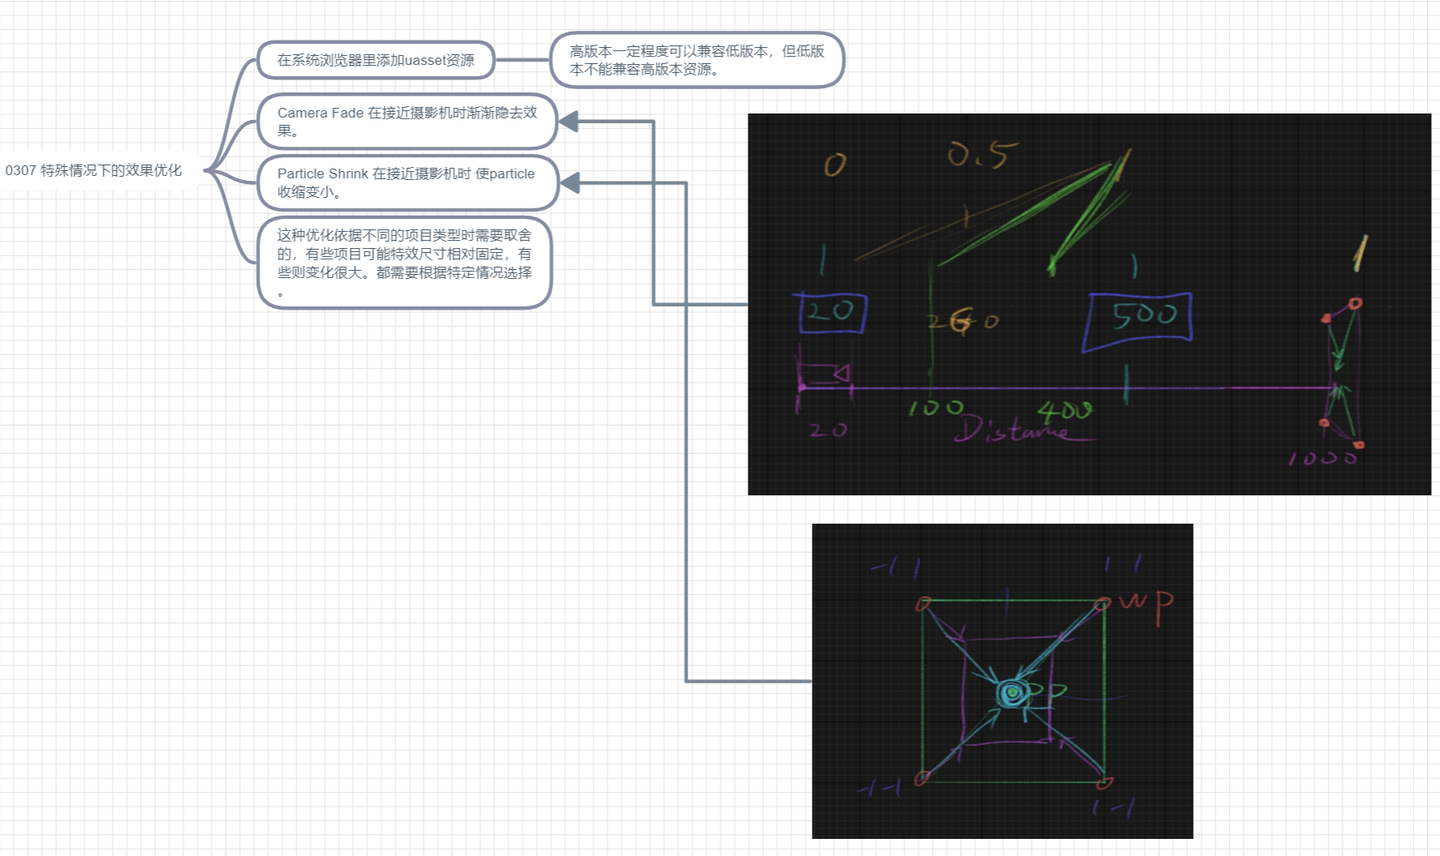 0307 特殊情况下的效果优化
在系统浏览器里添加uasset资源
高版本一定程度可以兼容低版本，但低版
本不能兼容高版本资源。
Camera Fade 在接近摄影机时渐渐隐去效
果。
Particle Shrink 在接近摄影机时 使particle
收缩变小。
这种优化依据不同的项目类型时需要取舍
的，有些项目可能特效尺寸相对固定，有
些则变化很大。都需要根据特定情况选择
。
0
0.5
1
20
500
100
400
20
Distance
1000
-1 1
1 1
WP
PP
-1 -1
1 -1